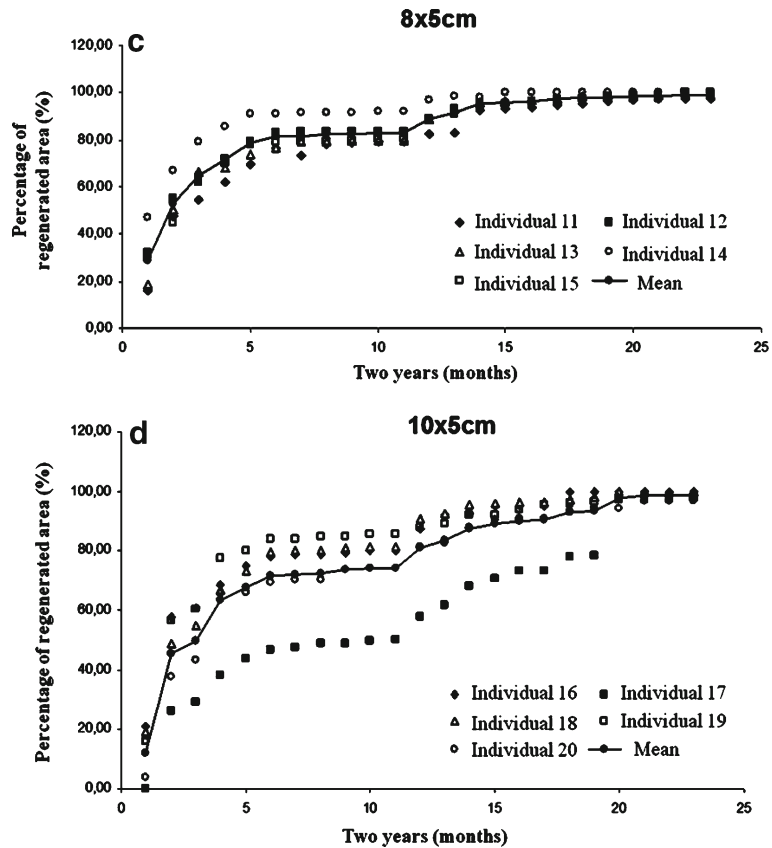 8x5cm
c
120,00
100,00
80,00
60,00
40,00
20,00
0,00
Percentage of
regenerated area (%)
Individual 11
Individual 12
Individual 13
Individual 14
Individual 15
Mean
0
5
10
15
20
25
Two years (months)
10x5cm
d
120,00
100,00
80,00
60,00
40,00
20,00
0,00
Percentage of regenerated area (%)
Individual 16
Individual 17
Individual 18
Individual 19
Individual 20
Mean
0
5
10
15
20
25
Two years (months)